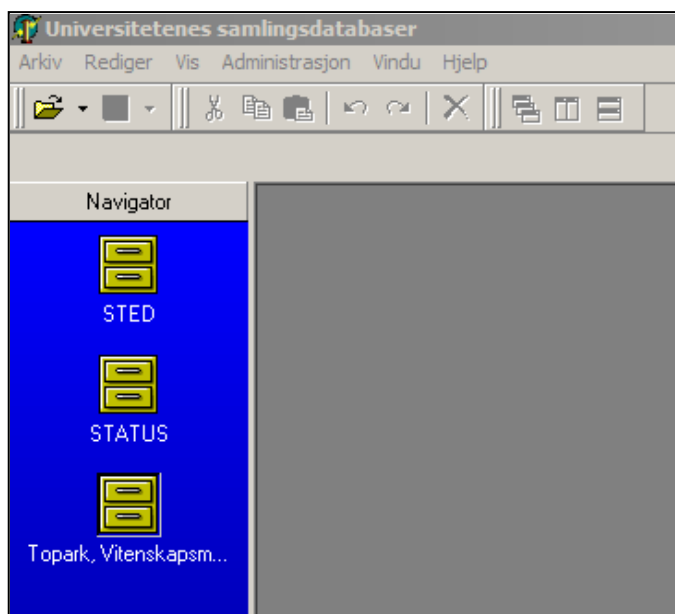 Universitetenes samlingsdatabaser
Arkiv Rediger Vis Administrasjon Vindu Hjelp
Navigator
STED
STATUS
Topark, Vitenskapsm...